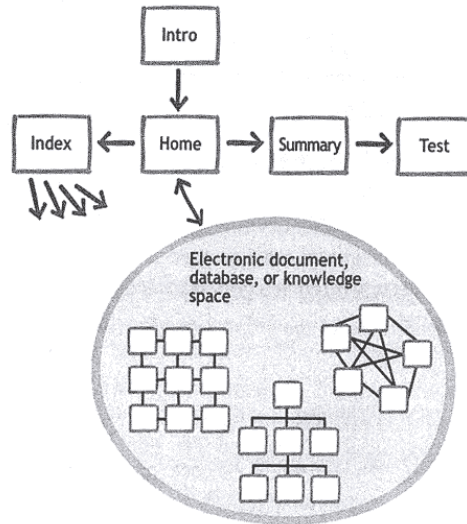 Intro
Index
Home
Summary
Test
Electronic document,
database, or knowledge
space